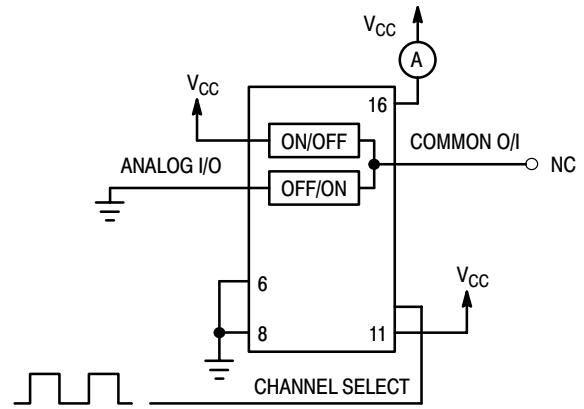 VCC
A
16
VCC
ON/OFF
COMMON O/I
NC
ANALOG I/O
OFF/ON
6
VCC
8
11
CHANNEL SELECT